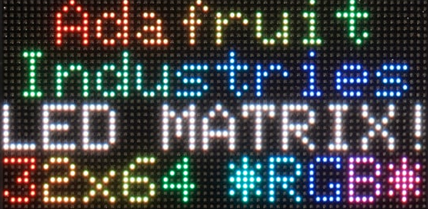 Adafruit
Industries
LED MATRIX!
32x64 *RGB*